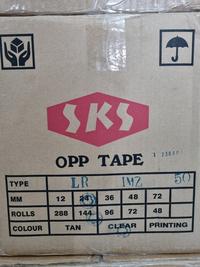 SKS
OPP TAPE
TYPE LR 50
MM 12 24 36 48 72
ROLLS 288 144 96 72 48
COLOUR TAN CLEAR PRINTING